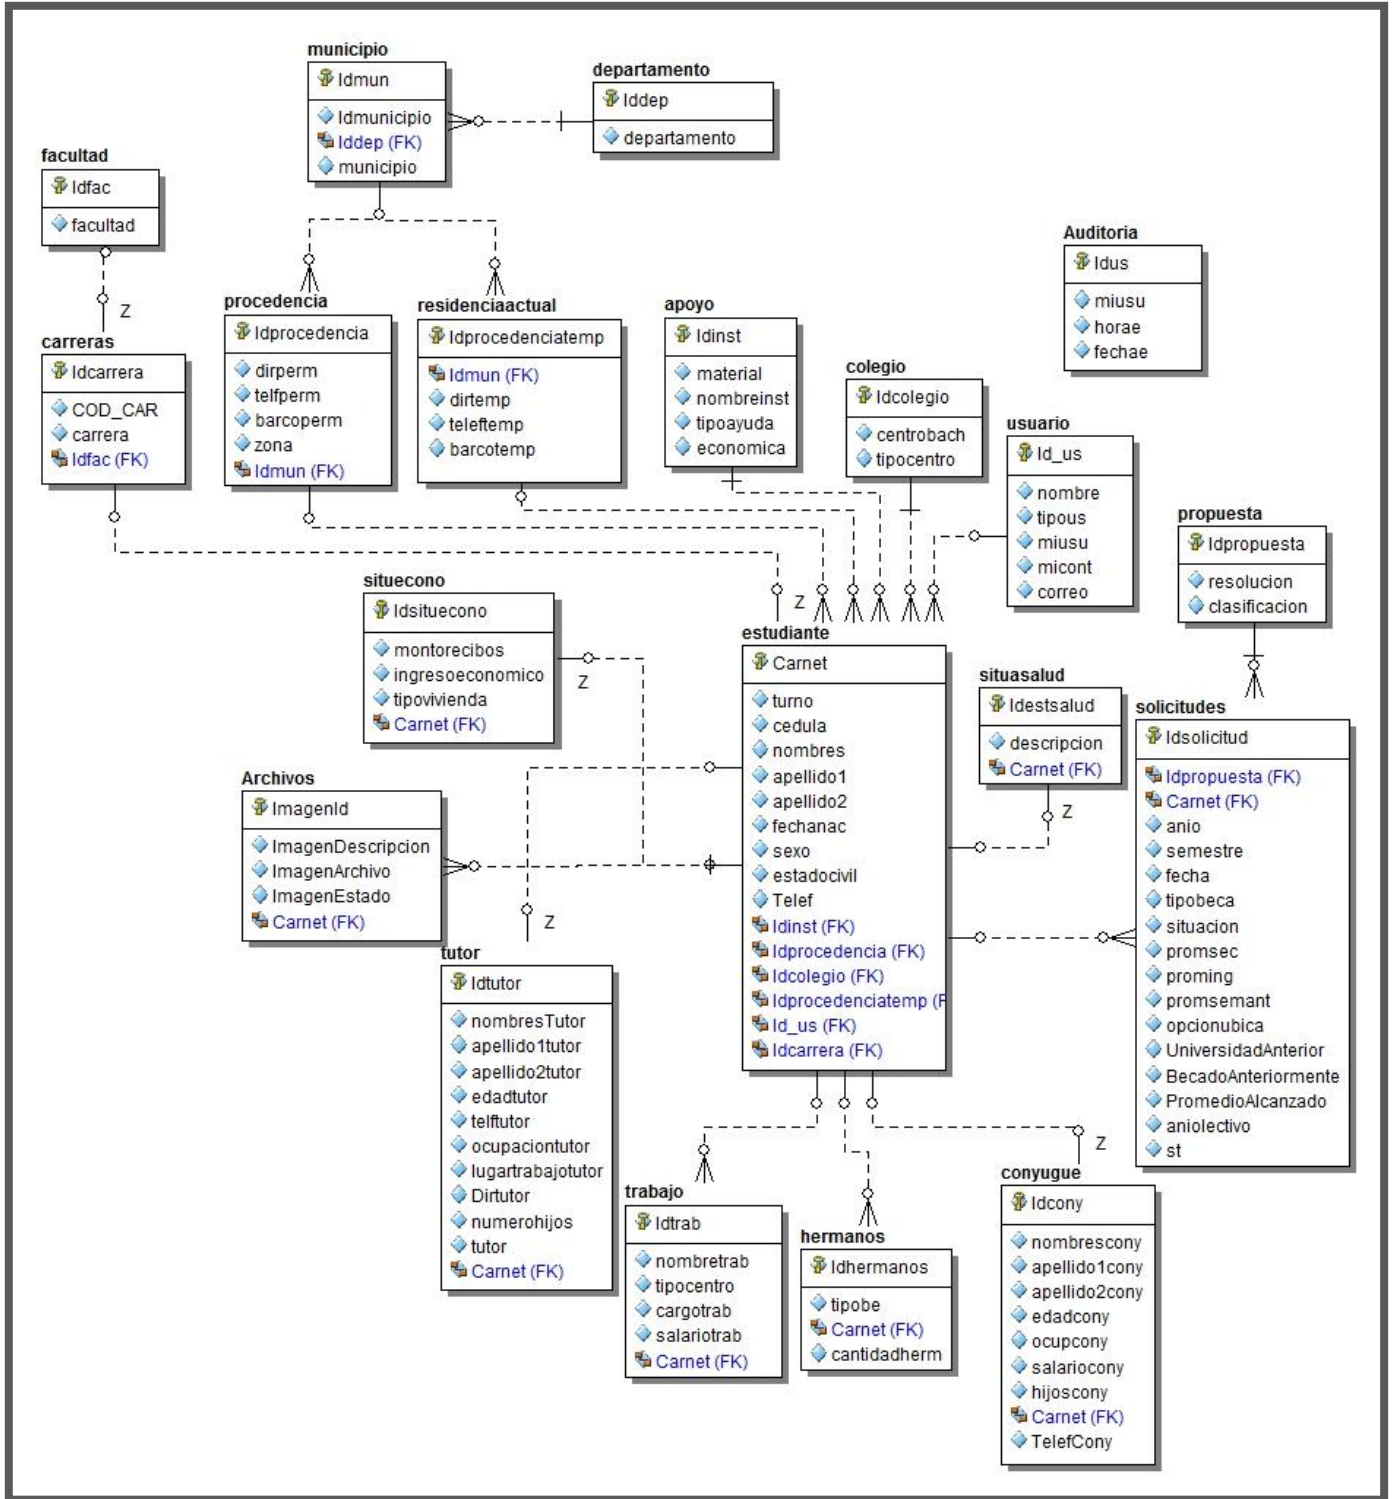 municipio
Idmun
Idmunicipio
Iddep (FK)
municipio
departamento
Iddep
departamento
facultad
Idfac
facultad
Z
Auditoria
Idus
miusu
horae
fechae
procedencia
Idprocedencia
dirperm
telfperm
barcoperm
zona
Idmun (FK)
residenciaactual
Idprocedenciatemp
Idmun (FK)
dirtemp
teleftemp
barcotemp
apoyo
Idinst
material
nombreinst
tipoayuda
economica
carreras
Idcarrera
COD_CAR
carrera
Idfac (FK)
colegio
Idcolegio
centrobach
tipocentro
usuario
Id_us
nombre
tipous
miusu
micont
correo
propuesta
Idpropuesta
resolucion
clasificacion
situecono
Idsituecono
montorecibos
ingresoeconomico
tipovivienda
Carnet (FK)
Z
Z
estudiante
Carnet
turno
cedula
nombres
apellido1
apellido2
fechanac
sexo
estadocivil
Telef
Idinst (FK)
Idprocedencia (FK)
Idcolegio (FK)
Idprocedenciatemp (F
Id_us (FK)
Idcarrera (FK)
situasalud
Idestsalud
descripcion
Carnet (FK)
Z
solicitudes
Idsolicitud
Idpropuesta (FK)
Carnet (FK)
anio
semestre
fecha
tipobeca
situacion
promsec
proming
promsemant
opcionubica
UniversidadAnterior
BecadoAnteriormente
PromedioAlcanzado
aniolectivo
st
Archivos
ImagenId
ImagenDescripcion
ImagenArchivo
ImagenEstado
Carnet (FK)
Z
tutor
Idtutor
nombresTutor
apellido1tutor
apellido2tutor
edadtutor
telftutor
ocupaciontutor
lugartrabajotutor
Dirtutor
numerohijos
tutor
Carnet (FK)
trabajo
Idtrab
nombretrab
tipocentro
cargotrab
salariotrab
Carnet (FK)
hermanos
Idhermanos
tipobe
Carnet (FK)
cantidadherm
Z
conyugue
Idcony
nombrescony
apellido1cony
apellido2cony
edadcony
ocupcony
salariocony
hijoscony
Carnet (FK)
TelefCony